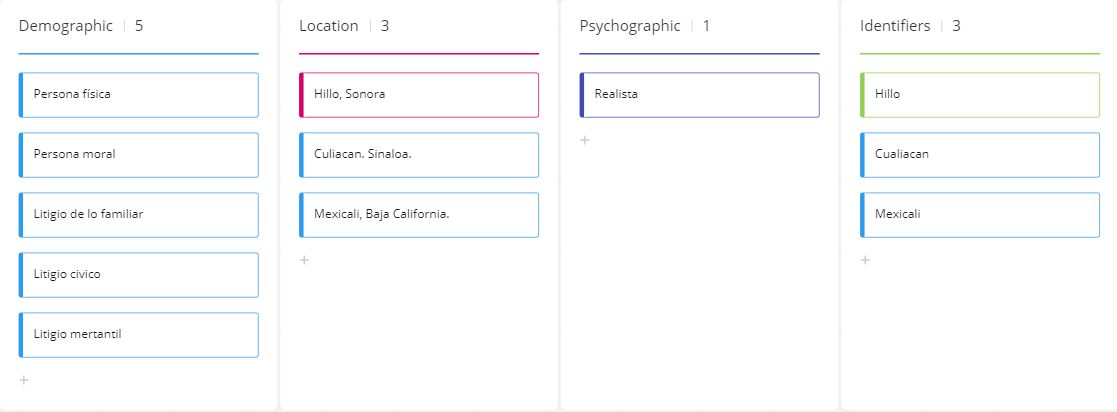 Demographic | 5
Persona física
Persona moral
Litigio de lo familiar
Litigio civico
Litigio mertantil
+
Location | 3
Hillo, Sonora
Culiacan. Sinaloa.
Mexicali, Baja California.
+
Psychographic | 1
Realista
+
Identifiers | 3
Hillo
Cualiacan
Mexicali
+